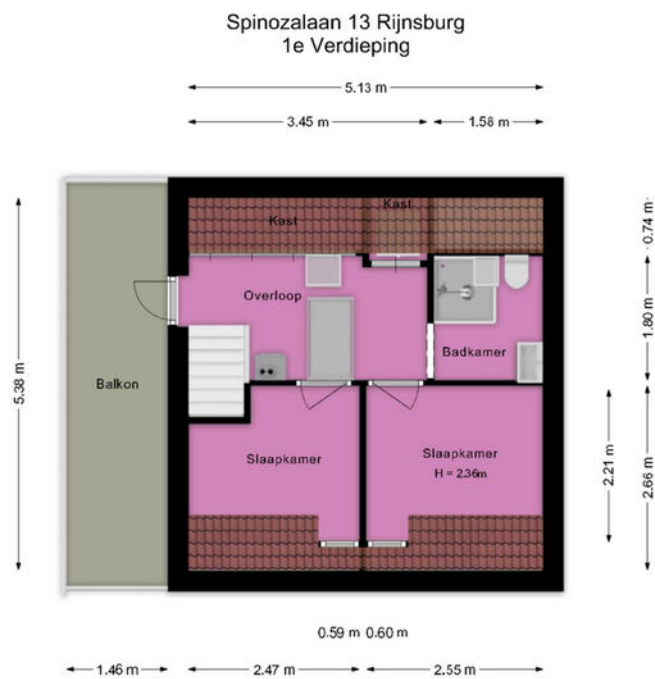 Spinozalaan 13 Rijnsburg
1e Verdieping
5.13 m
3.45 m
1.58 m
Kast
Kast
0.74 m
Overloop
1.80 m
Badkamer
5.38 m
Balkon
Slaapkamer
Slaapkamer
H = 2.36m
2.21 m
2.66 m
0.59 m 0.60 m
1.46 m
2.47 m
2.55 m